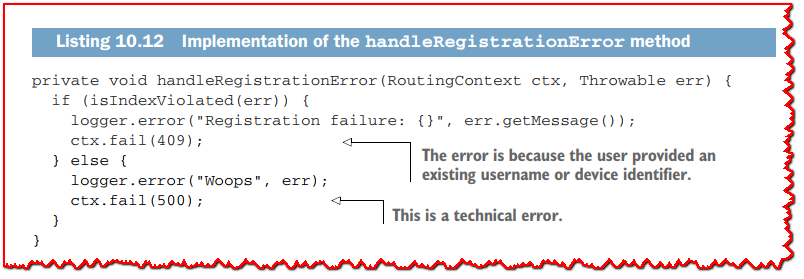 Listing 10.12 Implementation of the handleRegistrationError method
private void handleRegistrationError(RoutingContext ctx, Throwable err) {
  if (isIndexViolated(err)) {
    logger.error("Registration failure: {}", err.getMessage());
    ctx.fail(409);
The error is because the user provided an
existing username or device identifier.
  } else {
    logger.error("Woops", err);
    ctx.fail(500);
This is a technical error.
  }
}